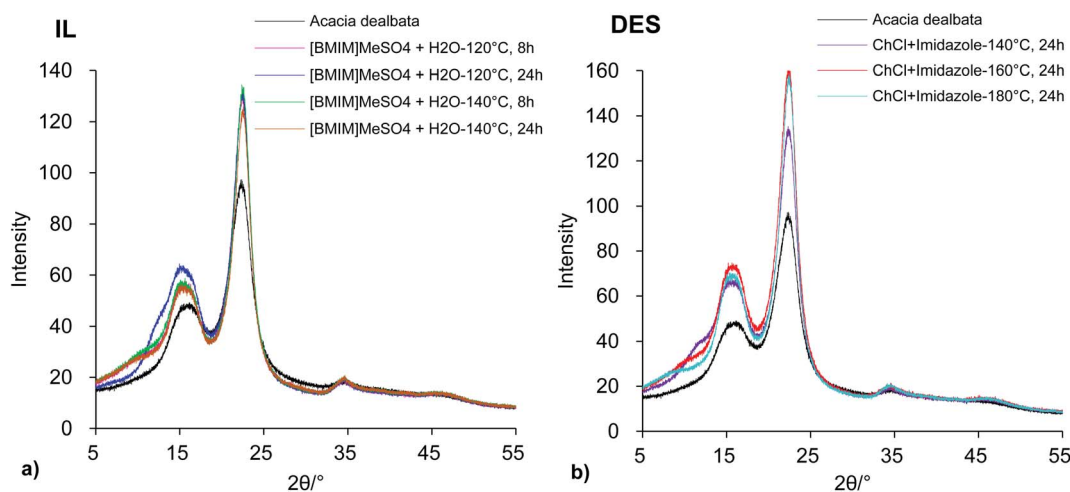 IL
Acacia dealbata
[BMIM]MeSO4 + H2O-120°C, 8h
[BMIM]MeSO4 + H2O-120°C, 24h
[BMIM]MeSO4 + H2O-140°C, 8h
[BMIM]MeSO4 + H2O-140°C, 24h
140
120
100
80
60
40
20
0
Intensity
5 15 25 35 45 55
2θ/°
a)
DES
Acacia dealbata
ChCl+Imidazole-140°C, 24h
ChCl+Imidazole-160°C, 24h
ChCl+Imidazole-180°C, 24h
160
140
120
100
80
60
40
20
0
Intensity
5 15 25 35 45 55
2θ/°
b)